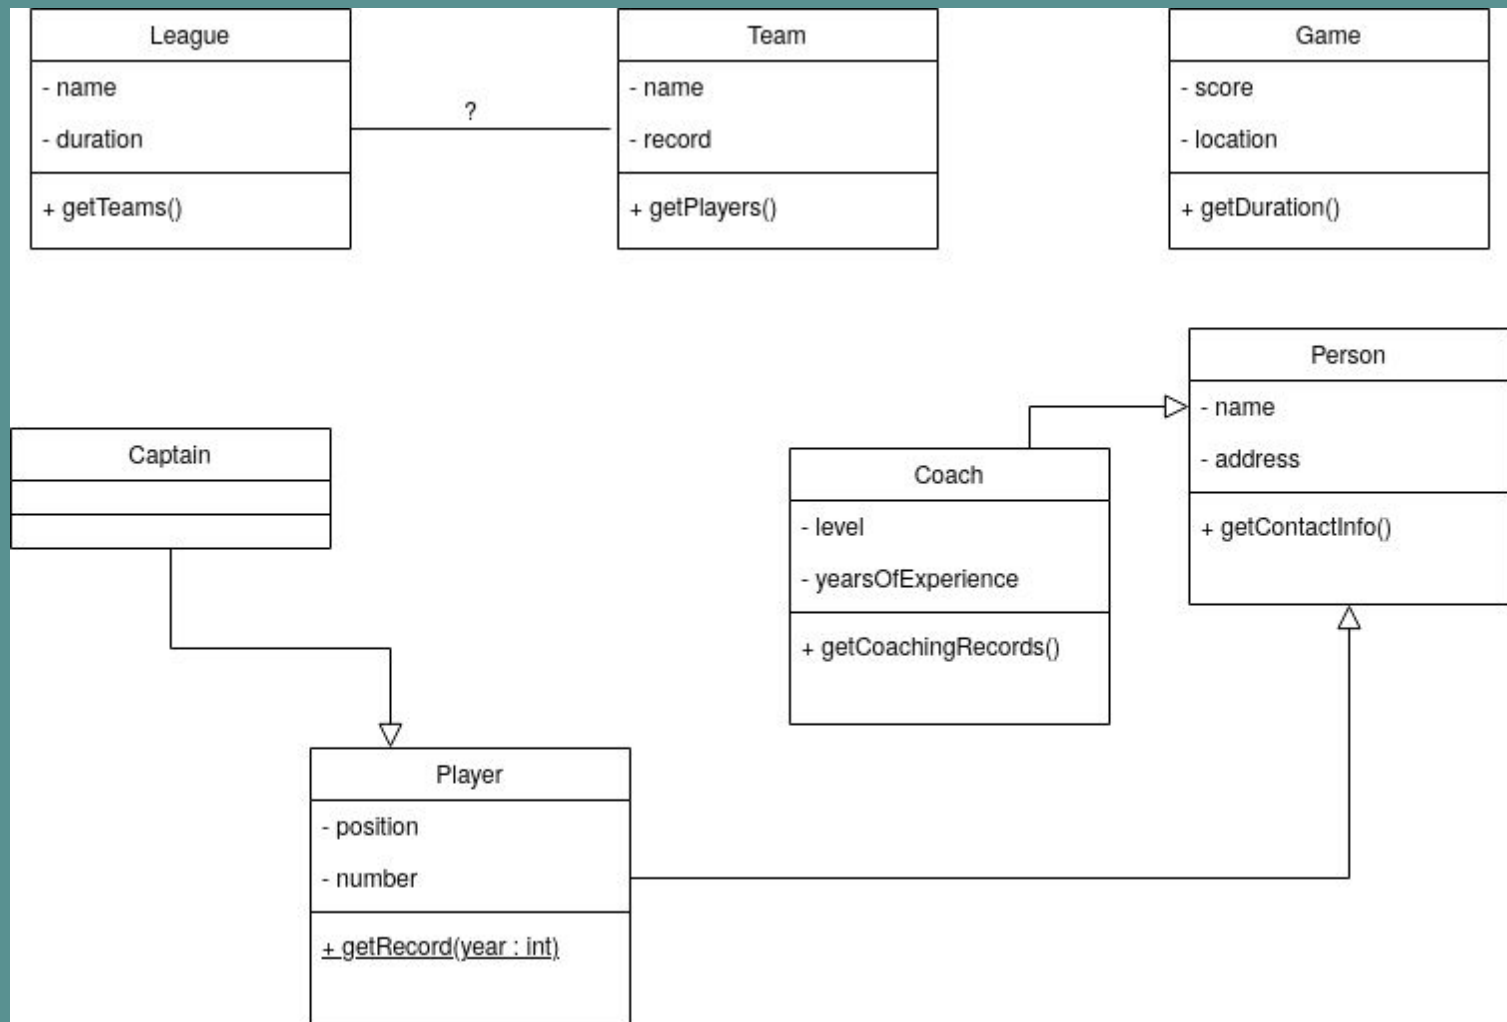 League
- name
- duration
+ getTeams()
?
Team
- name
- record
+ getPlayers()
Game
- score
- location
+ getDuration()
Person
- name
- address
+ getContactInfo()
Captain
Coach
- level
- yearsOfExperience
+ getCoachingRecords()
Player
- position
- number
+ getRecord(year : int)